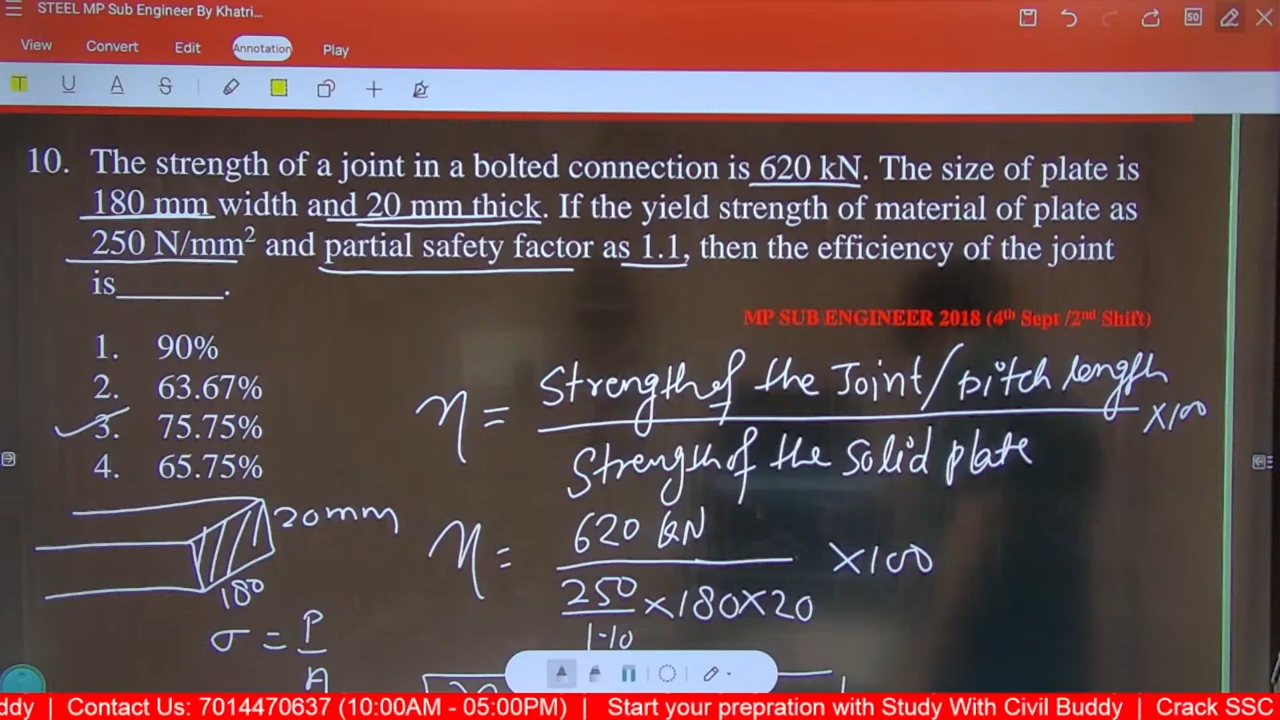 STEEL MP Sub Engineer By Khatri...
View Convert Edit Annotation Play
T U A S
50
10. The strength of a joint in a bolted connection is 620 kN. The size of plate is
180 mm width and 20 mm thick. If the yield strength of material of plate as
250 N/mm² and partial safety factor as 1.1, then the efficiency of the joint
is______.
MP SUB ENGINEER 2018 (4th Sept /2nd Shift)
1. 90%
2. 63.67%
3. 75.75%
4. 65.75%
η = Strength of the Joint/pitch length
×100
Strength of the Solid plate
20mm
180
η = 620 kN
×100
250 ×180×20
1.10
σ = P
A
ddy | Contact Us: 7014470637 (10:00AM - 05:00PM) | Start your prepration with Study With Civil Buddy | Crack SSC